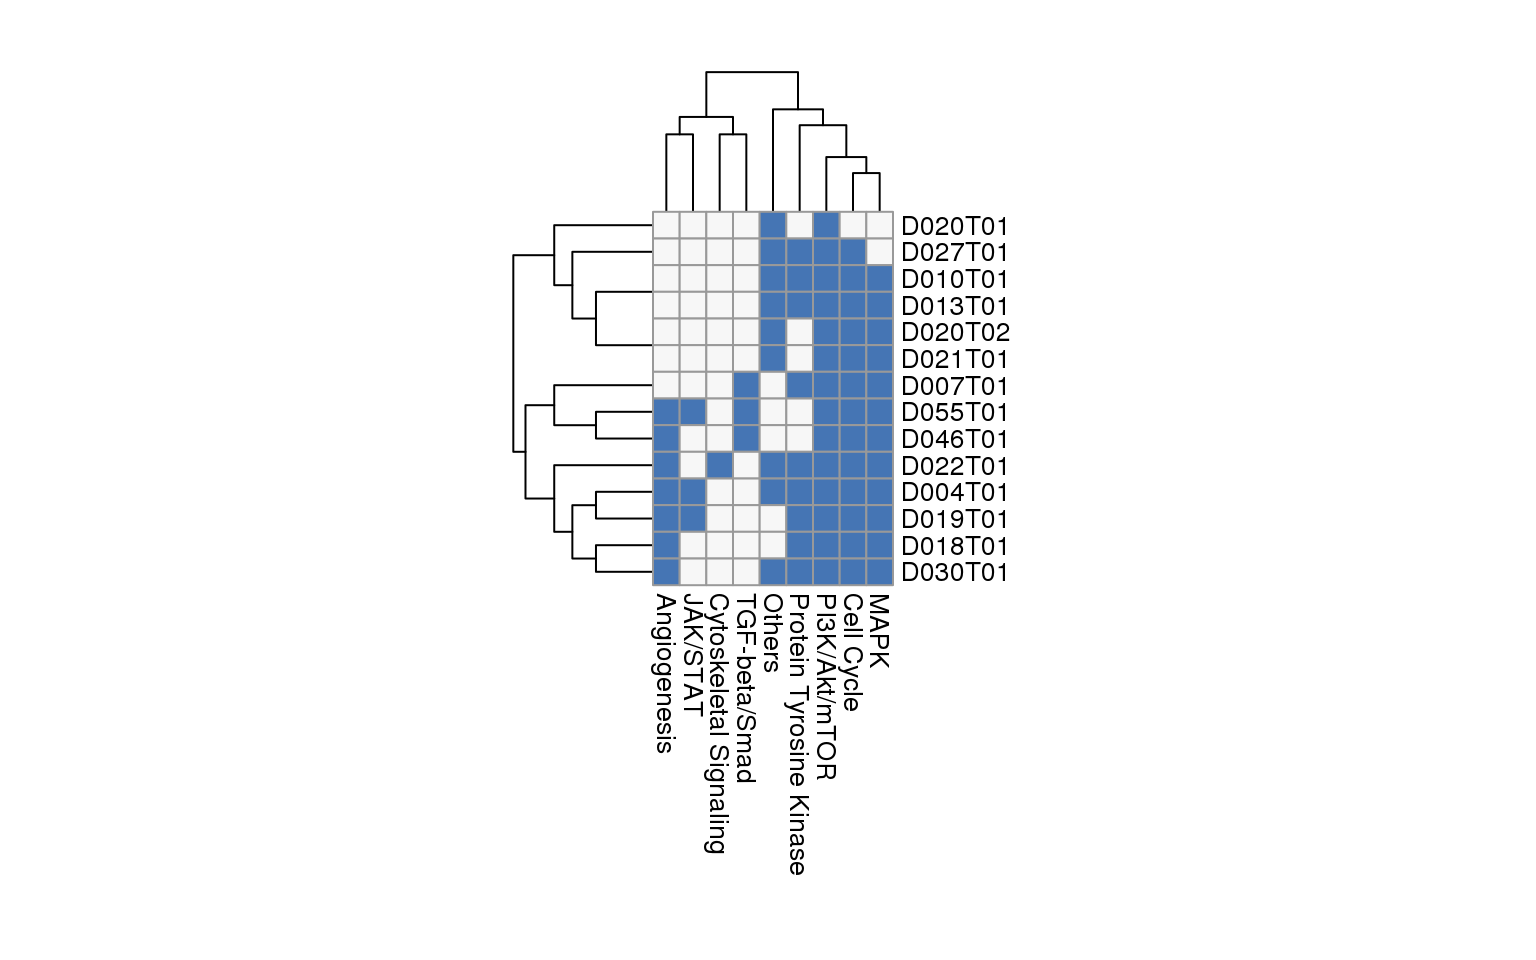 D020T01
D027T01
D010T01
D013T01
D020T02
D021T01
D007T01
D055T01
D046T01
D022T01
D004T01
D019T01
D018T01
D030T01
Angiogenesis
JAK/STAT
Cytoskeletal Signaling
TGF-beta/Smad
Others
Protein Tyrosine Kinase
PI3K/Akt/mTOR
Cell Cycle
MAPK